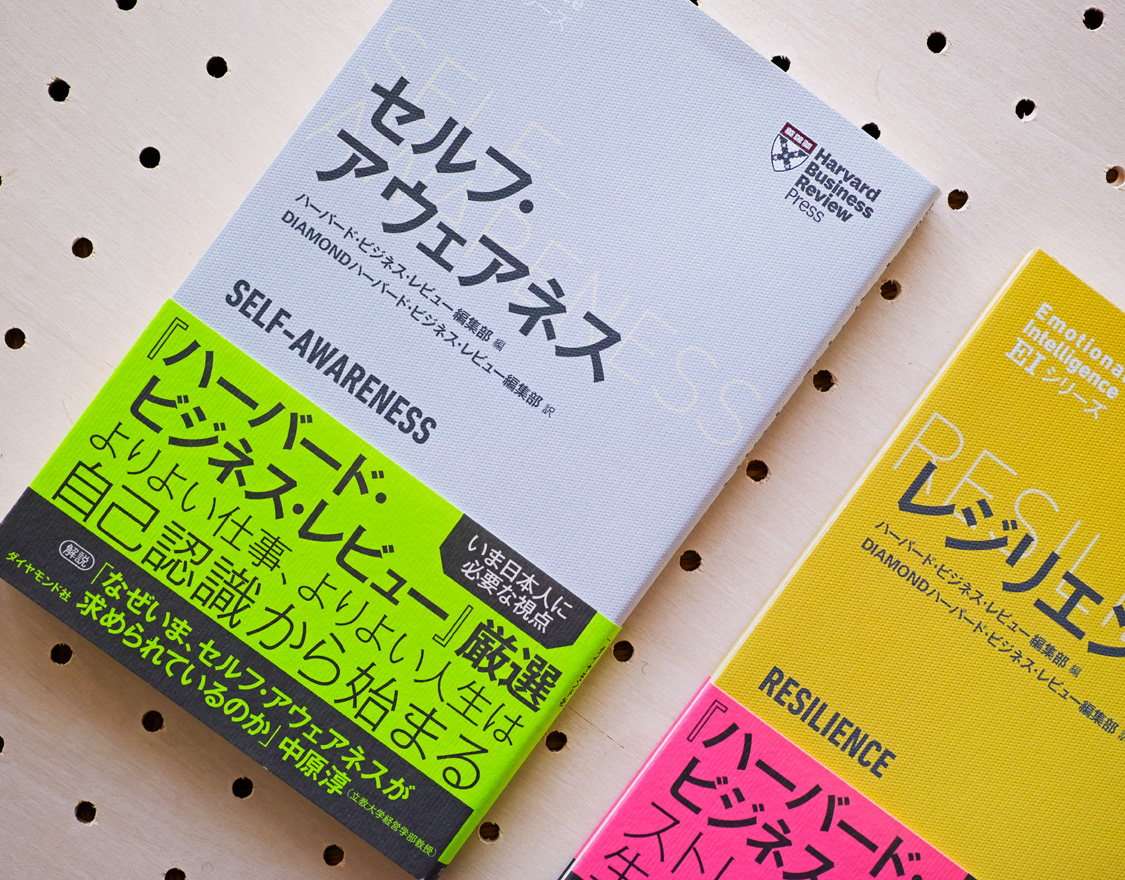 SELF-
AWARENESS
セルフ・
アウェアネス
ハーバード・ビジネス・レビュー編集部 編
DIAMONDハーバード・ビジネス・レビュー編集部 訳
SELF-AWARENESS
Harvard
Business
Review
Press
『ハーバード・
ビジネス・レビュー』厳選
よりよい仕事、よりよい人生は
自己認識から始まる
いま日本人に
必要な視点
解説
「なぜいま、セルフ・アウェアネスが
求められているのか」中原淳(立教大学経営学部教授)
ダイヤモンド社
Emotional
Intelligence
EIシリーズ
RESIL
レジリエン
ハーバード・ビジネス・レビュー編集部 編
DIAMONDハーバード・ビジネス・レビュー編集部
RESILIENCE
『ハーバード・
ビジネス